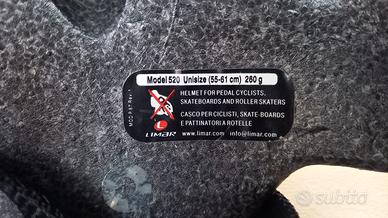 Model 520 Unisize (55-61 cm) 260 g
HELMET FOR PEDAL CYCLISTS,
SKATEBOARDS AND ROLLER SKATERS
CASCO PER CICLISTI, SKATE-BOARDS
E PATTINATORI A ROTELLE
LIMAR
www.limar.com info@limar.com
subito